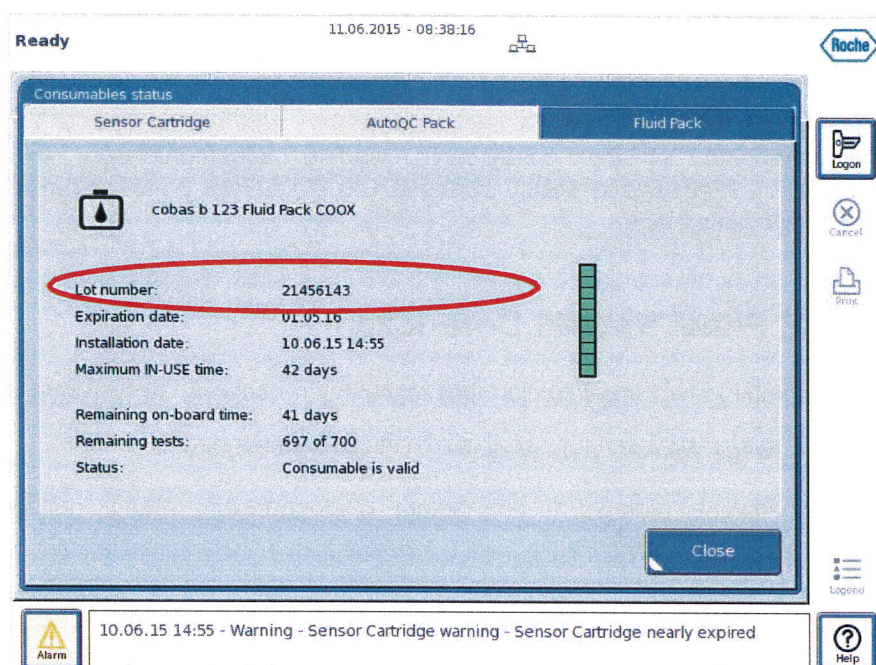 Ready
11.06.2015 - 08:38:16
Roche
Consumables status
Sensor Cartridge
AutoQC Pack
Fluid Pack
Logon
cobas b 123 Fluid Pack COOX
Cancel
Lot number: 21456143
Print
Expiration date: 01.05.16
Installation date: 10.06.15 14:55
Maximum IN-USE time: 42 days
Remaining on-board time: 41 days
Remaining tests: 697 of 700
Status: Consumable is valid
Close
Legend
10.06.15 14:55 - Warning - Sensor Cartridge warning - Sensor Cartridge nearly expired
Alarm
Help